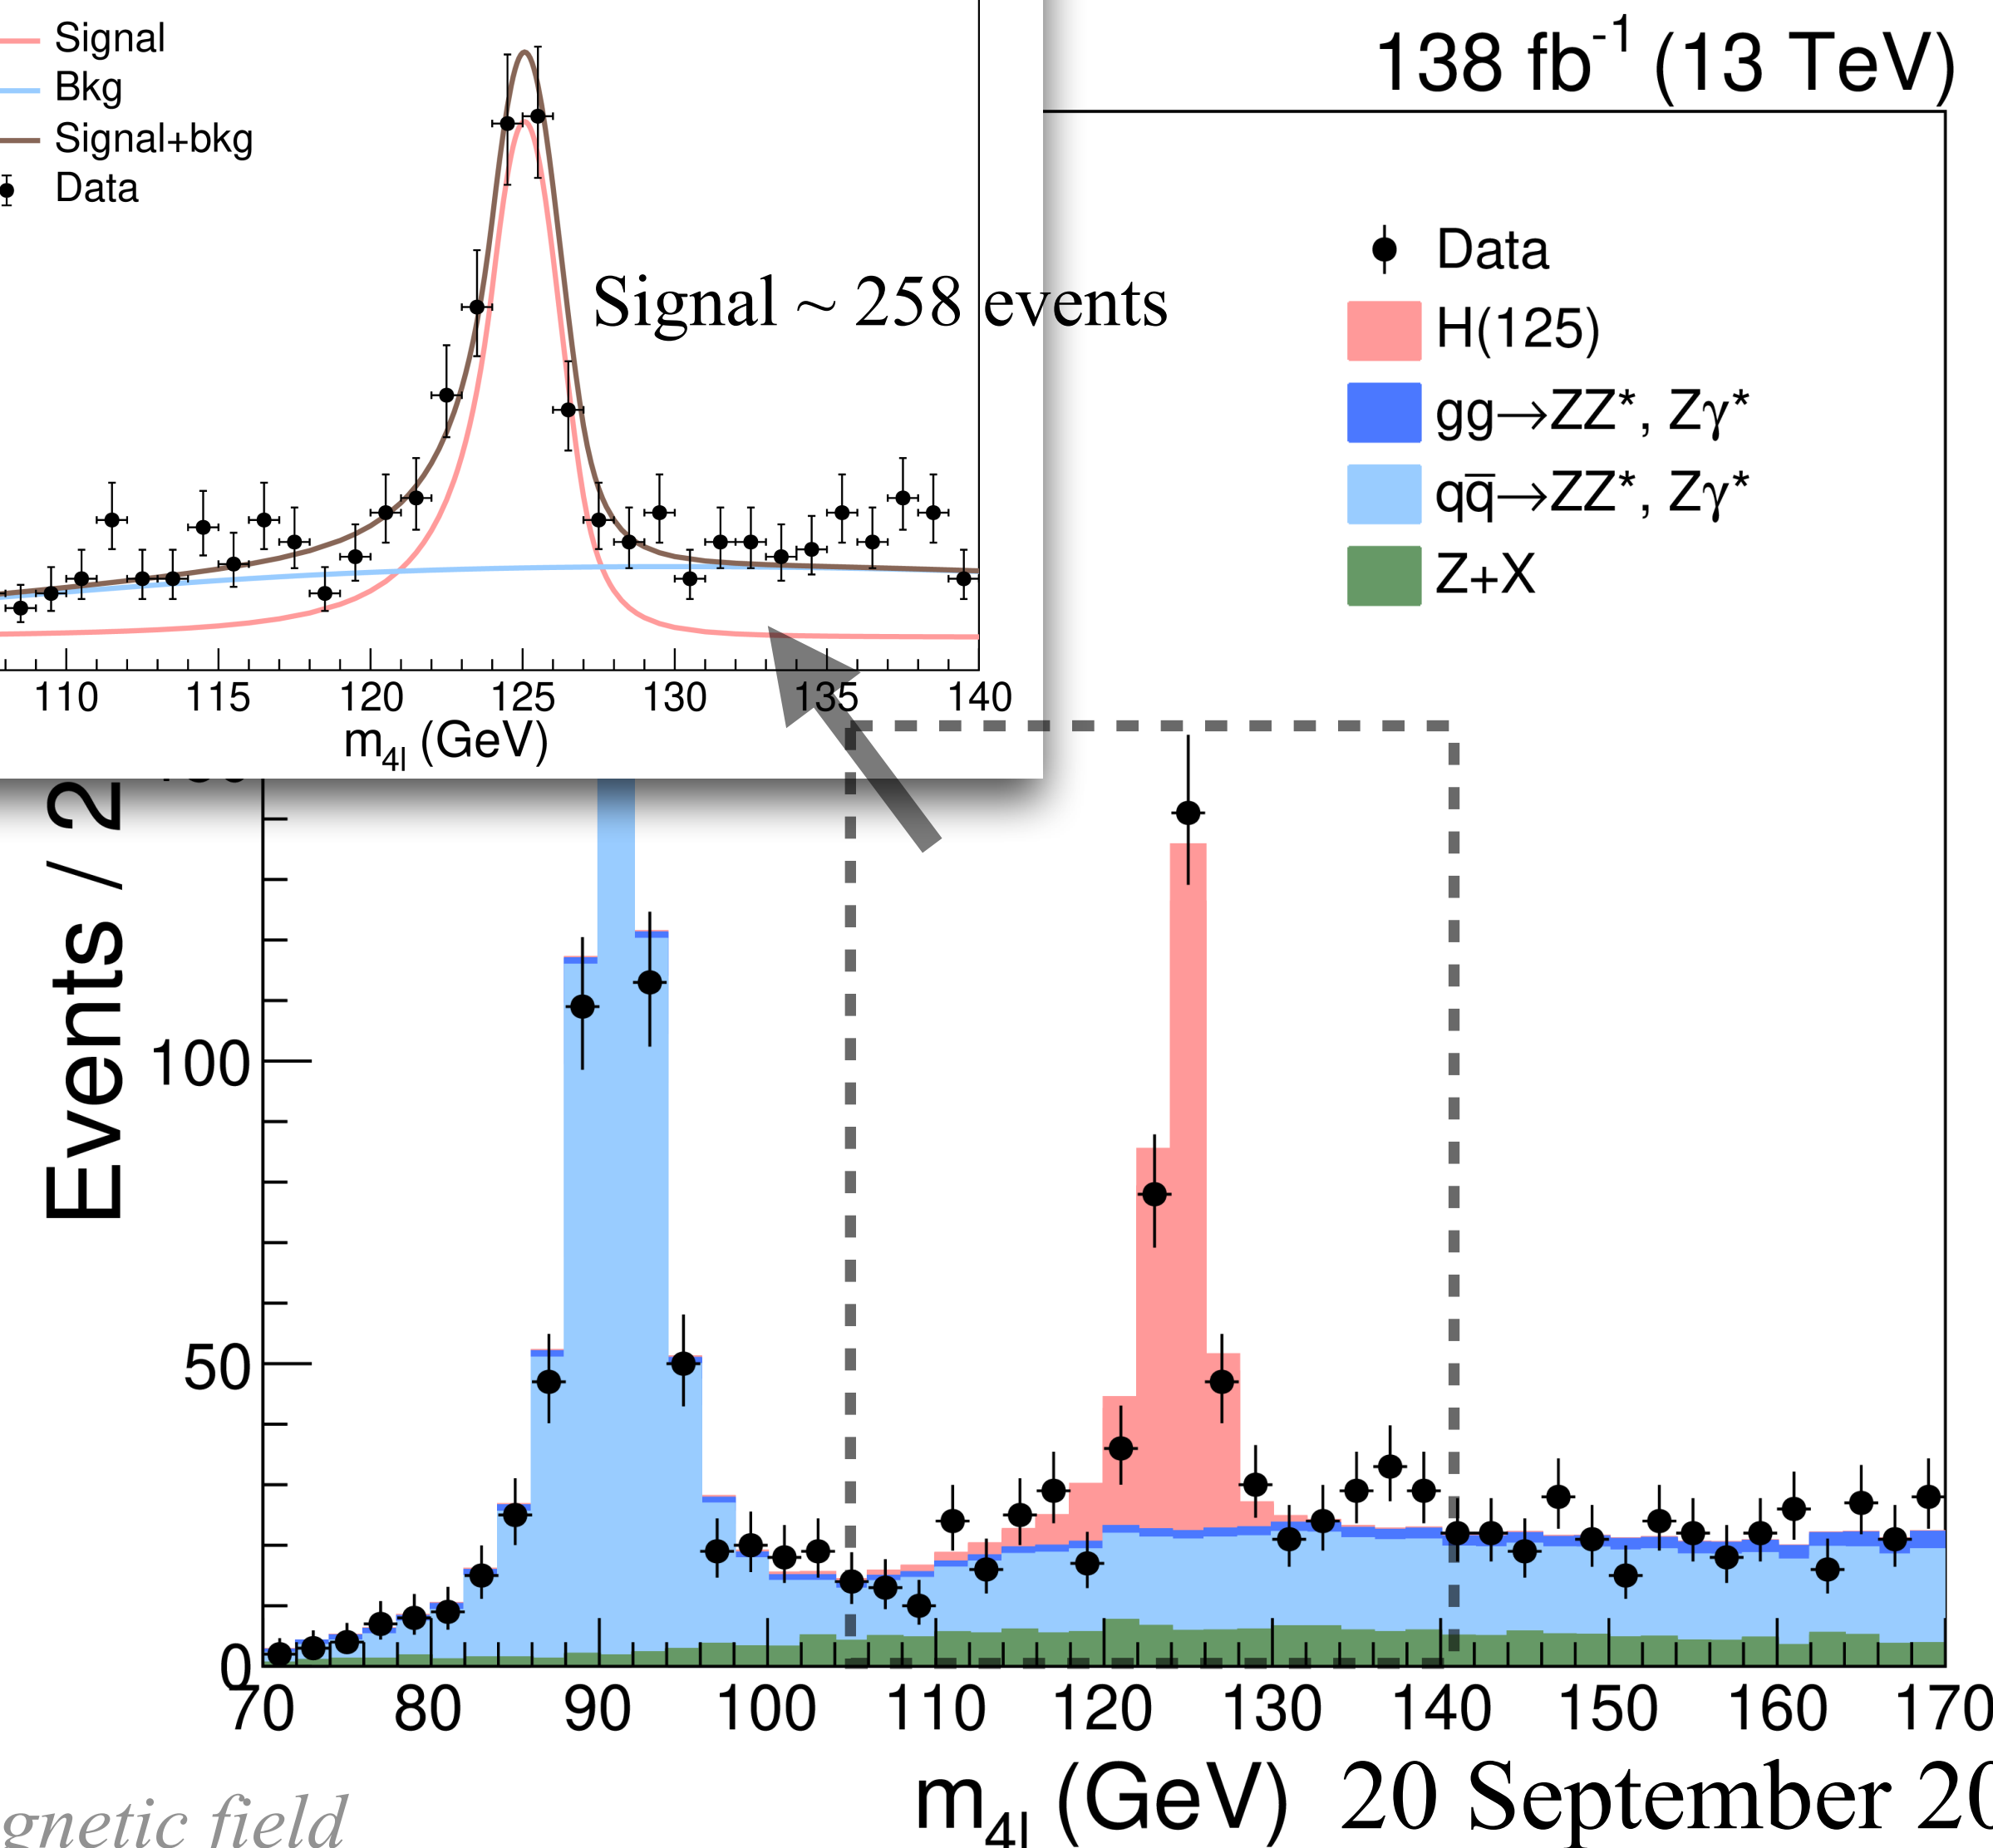 Signal
Bkg
Signal+bkg
Data
Signal ~ 258 events
110 115 120 125 130 135 140
m4l (GeV)
138 fb-1 (13 TeV)
Data
H(125)
gg→ZZ*, Zγ*
qq̅→ZZ*, Zγ*
Z+X
Events / 2
100
50
0
70 80 90 100 110 120 130 140 150 160 170
m4l (GeV)
20 September 20
gnetic field